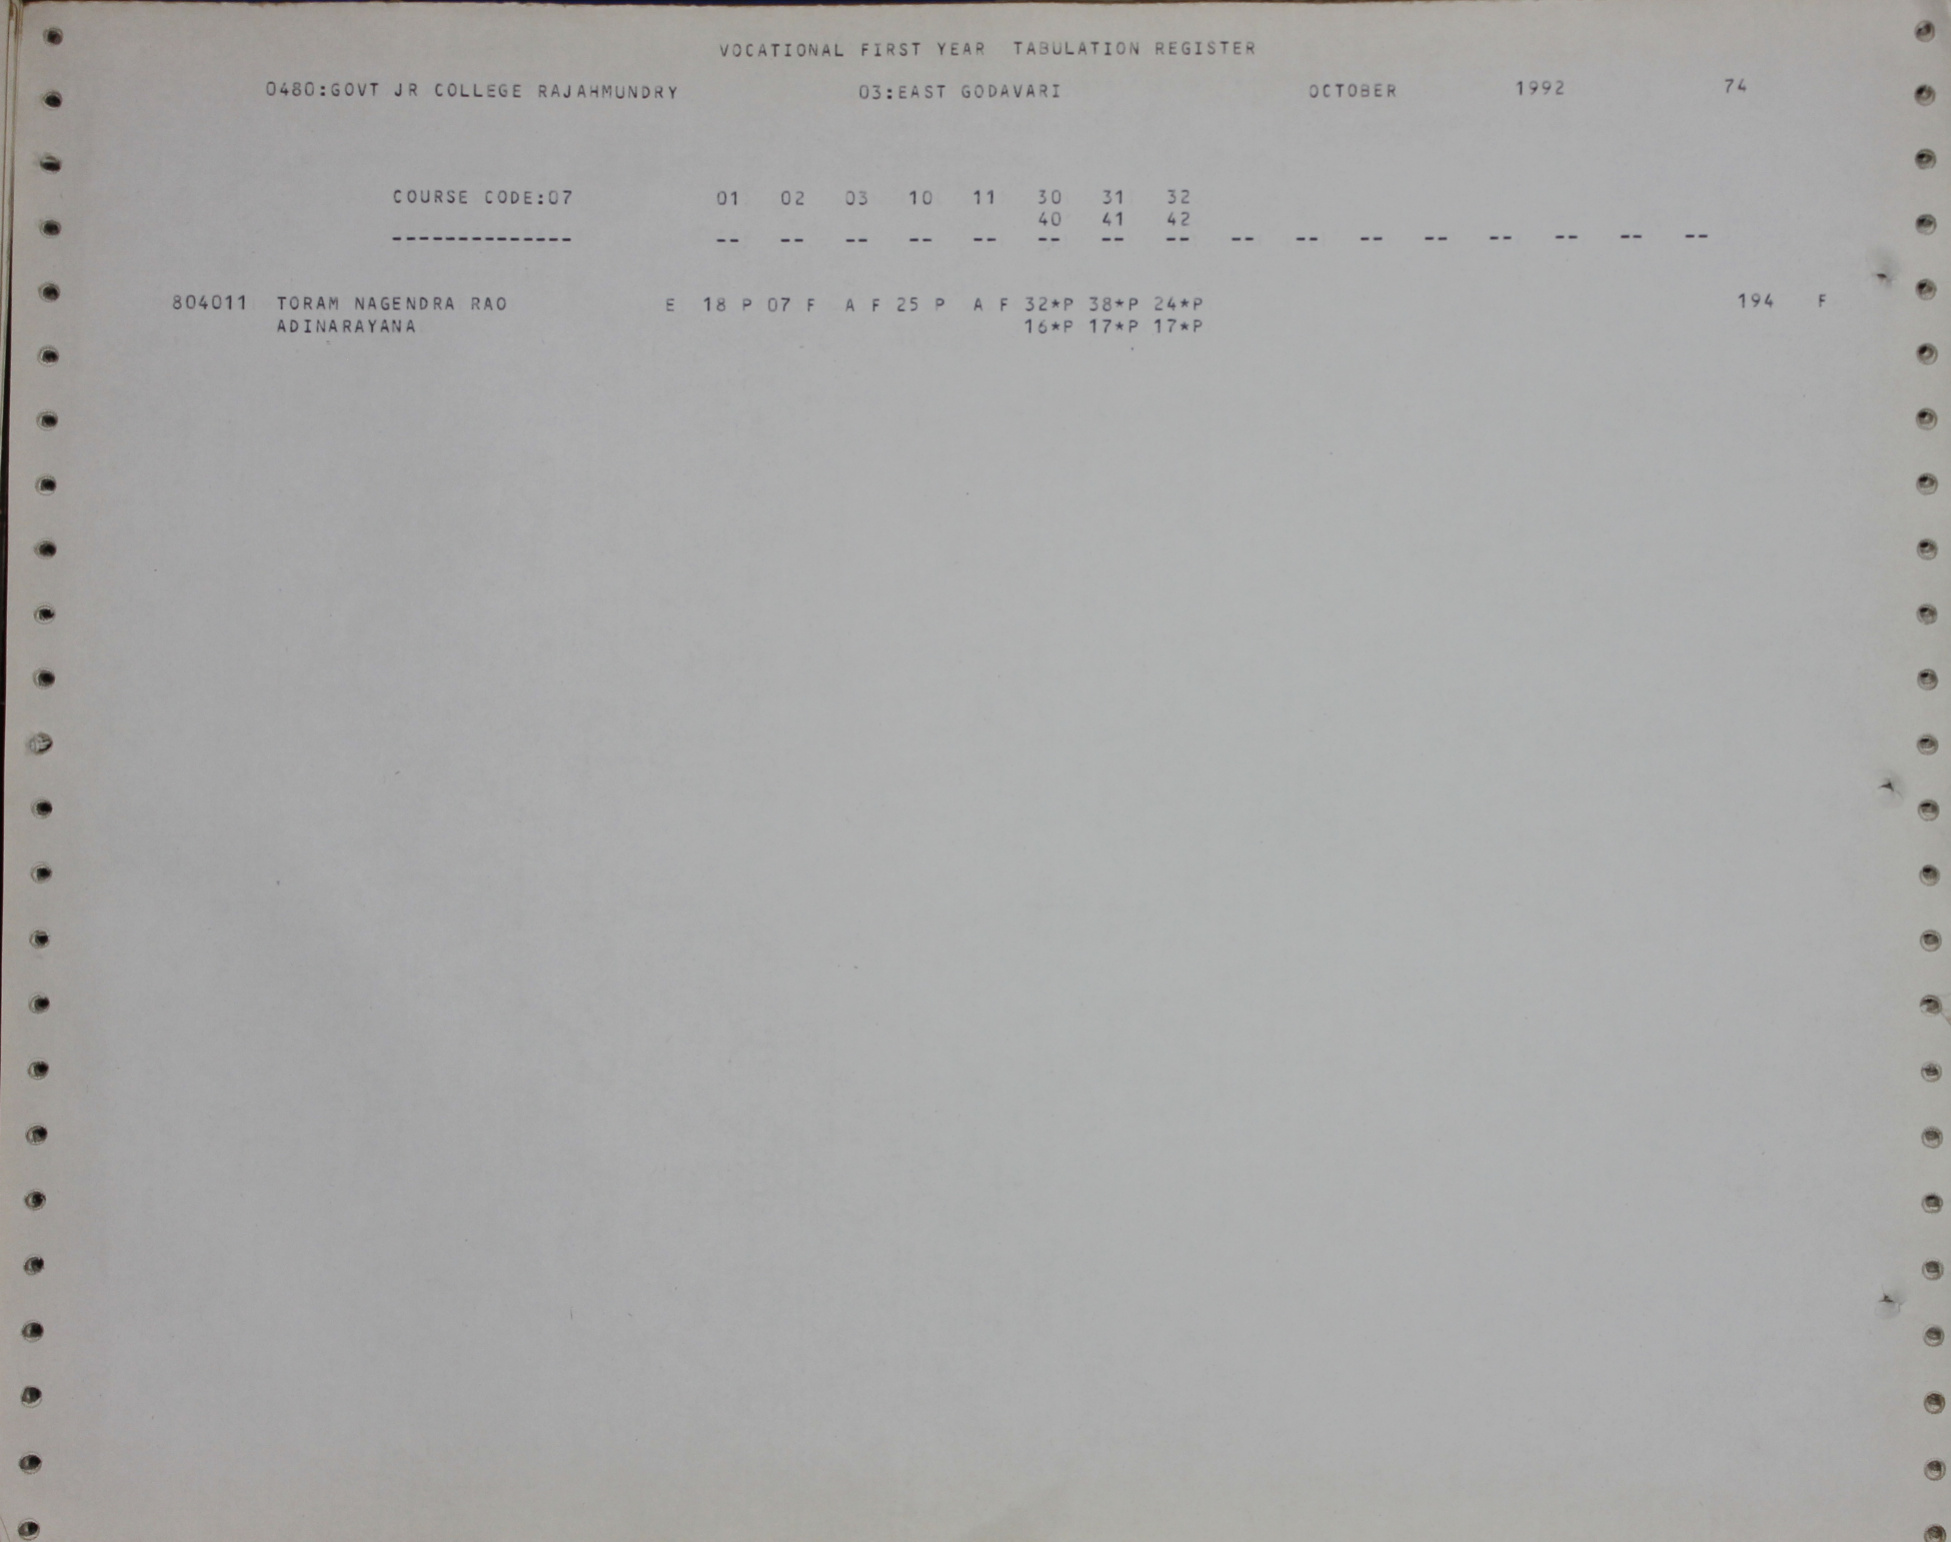 VOCATIONAL FIRST YEAR TABULATION REGISTER
0480:GOVT JR COLLEGE RAJAHMUNDRY 03:EAST GODAVARI OCTOBER 1992 74
COURSE CODE:07 01 02 03 10 11 30 31 32
40 41 42
-------------- -- -- -- -- -- -- -- -- -- -- -- -- -- -- -- --
804011 TORAM NAGENDRA RAO E 18 P 07 F A F 25 P A F 32*P 38*P 24*P 194 F
ADINARAYANA 16*P 17*P 17*P